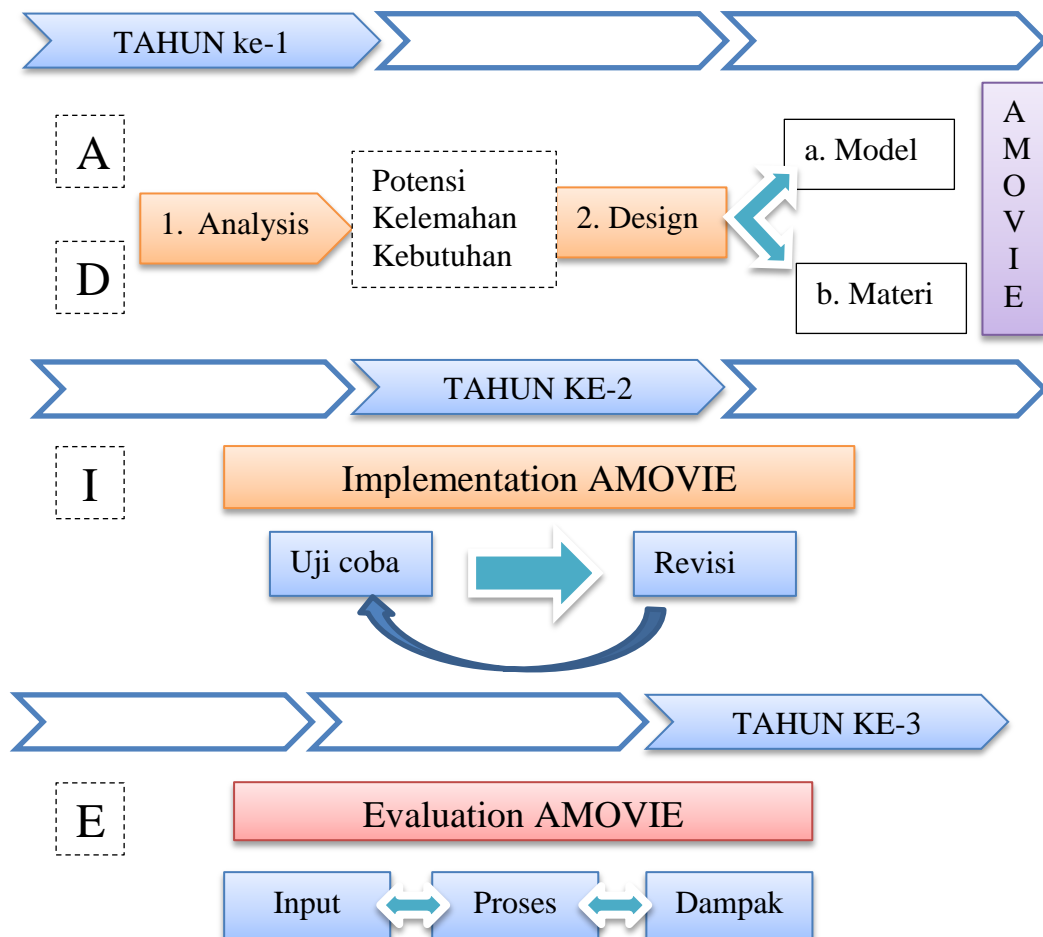 TAHUN ke-1
A
D
1. Analysis
Potensi
Kelemahan
Kebutuhan
2. Design
a. Model
b. Materi
A
M
O
V
I
E
TAHUN KE-2
I
Implementation AMOVIE
Uji coba
Revisi
TAHUN KE-3
E
Evaluation AMOVIE
Input
Proses
Dampak